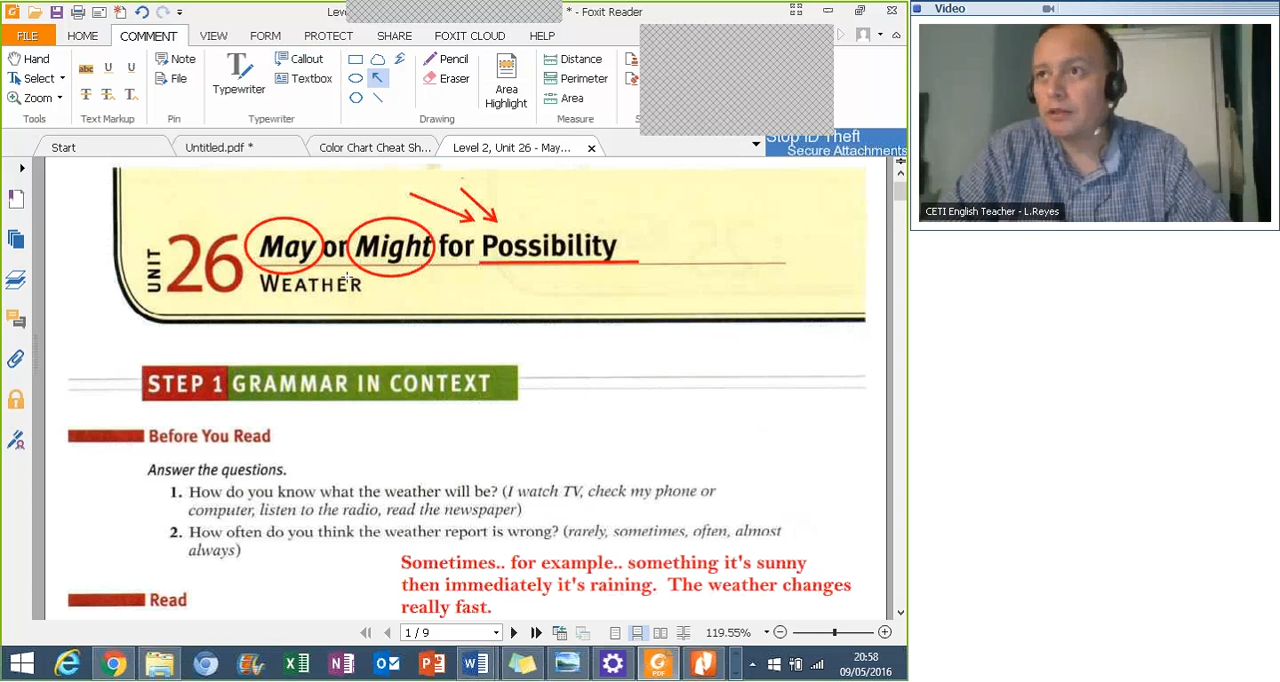 Leve
* - Foxit Reader
Video
FILE HOME COMMENT VIEW FORM PROTECT SHARE FOXIT CLOUD HELP
Hand abc U U Note T Callout Pencil Distance
Select T T T File Typewriter Textbox Eraser Area Perimeter
Zoom Highlight Area
Tools Text Markup Pin Typewriter Drawing Measure
Start Untitled.pdf * Color Chart Cheat Sh... Level 2, Unit 26 - May...
Stop ID Theft
Secure Attachments
CETI English Teacher - L.Reyes
UNIT 26 May or Might for Possibility
WEATHER
STEP 1 GRAMMAR IN CONTEXT
Before You Read
Answer the questions.
1. How do you know what the weather will be? (I watch TV, check my phone or
computer, listen to the radio, read the newspaper)
2. How often do you think the weather report is wrong? (rarely, sometimes, often, almost
always)
Sometimes.. for example.. something it's sunny
then immediately it's raining. The weather changes
really fast.
Read
1 / 9 119.55%
20:58
09/05/2016